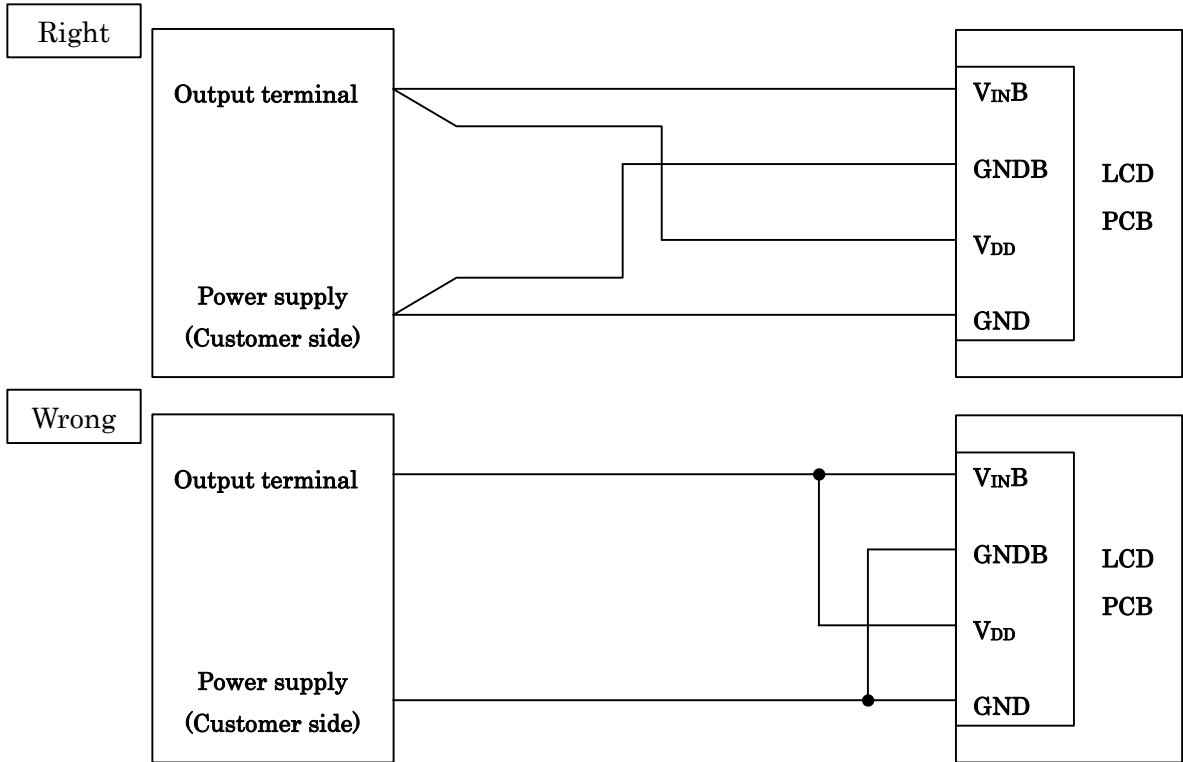 Right
Output terminal
Power supply
(Customer side)
VINB
GNDB
VDD
GND
LCD
PCB
Wrong
Output terminal
Power supply
(Customer side)
VINB
GNDB
VDD
GND
LCD
PCB